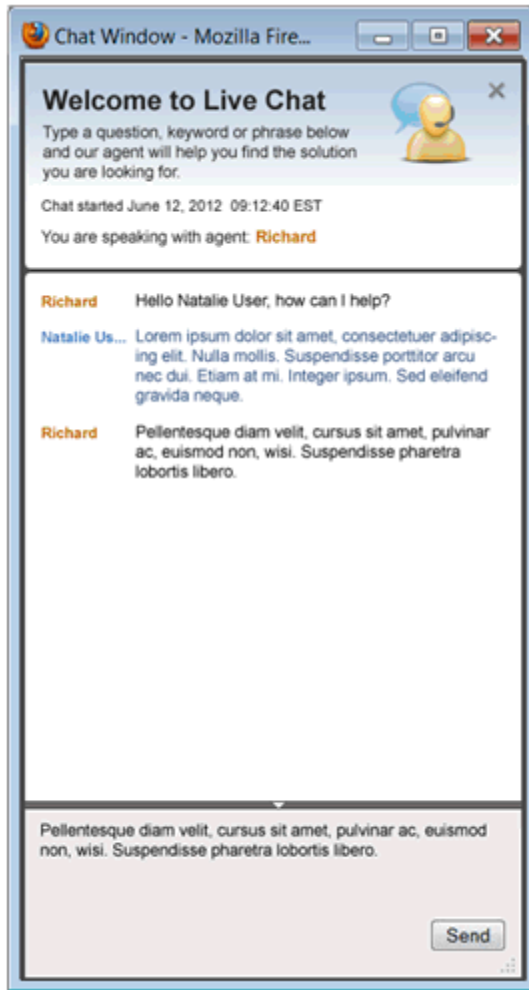 Chat Window - Mozilla Fire...
Welcome to Live Chat
Type a question, keyword or phrase below
and our agent will help you find the solution
you are looking for.
Chat started June 12, 2012 09:12:40 EST
You are speaking with agent: Richard
Richard Hello Natalie User, how can I help?
Natalie Us... Lorem ipsum dolor sit amet, consectetuer adipisc-
ing elit. Nulla mollis. Suspendisse porttitor arcu
nec dui. Etiam at mi. Integer ipsum. Sed eleifend
gravida neque.
Richard Pellentesque diam velit, cursus sit amet, pulvinar
ac, euismod non, wisi. Suspendisse pharetra
lobortis libero.
Pellentesque diam velit, cursus sit amet, pulvinar ac, euismod
non, wisi. Suspendisse pharetra lobortis libero.
Send